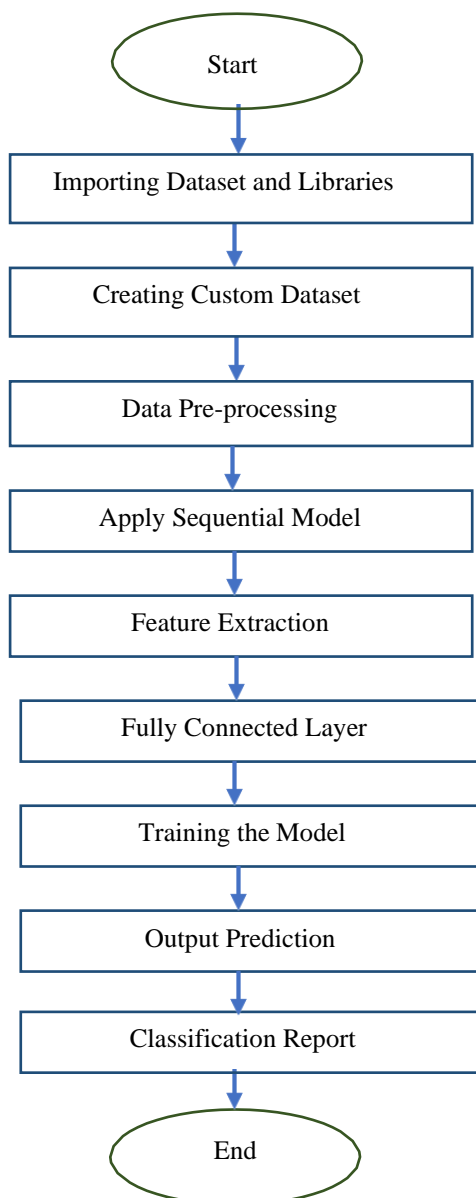 Start
Importing Dataset and Libraries
Creating Custom Dataset
Data Pre-processing
Apply Sequential Model
Feature Extraction
Fully Connected Layer
Training the Model
Output Prediction
Classification Report
End